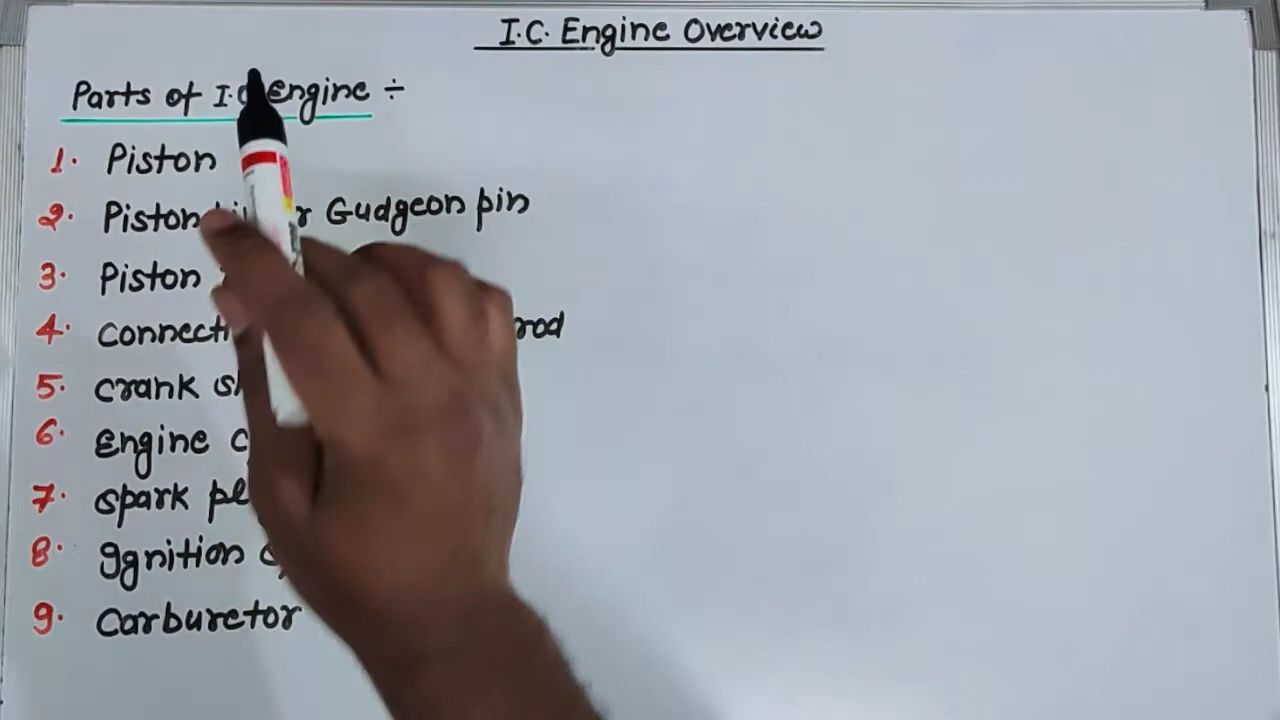 I.C. Engine Overview
Parts of I.C Engine ÷
1. Piston
2. Piston Gudgeon pin
3. Piston
4. rod
5. crank
6. Engine
7. spark
8. Ignition
9. Carburetor